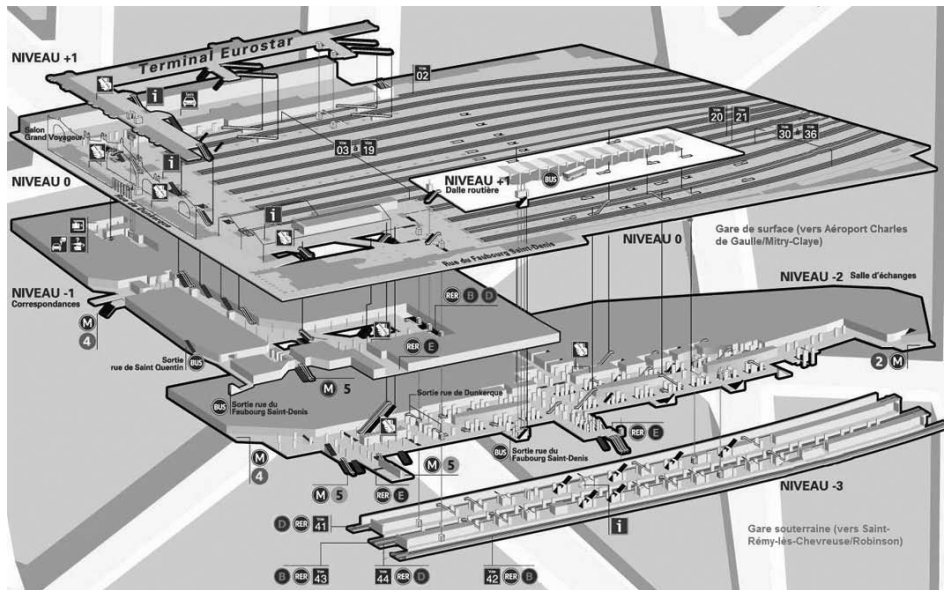 Terminal Eurostar
NIVEAU +1
i
Taxis
Voie
02
Salon
Grand Voyageur
i
Voie
20
Voie
21
Voie
30
à
Voie
36
Voie
03
à
Voie
19
NIVEAU 0
NIVEAU +1
Dalle routière
BUS
i
Rue du Faubourg Saint-Denis
NIVEAU 0
Gare de surface (vers Aéroport Charles
de Gaulle/Mitry-Claye)
NIVEAU -2 Salle d'échanges
NIVEAU -1
Correspondances
M
4
RER B D
RER E
2 M
Sortie
rue de Saint Quentin
BUS
M 5
BUS
Sortie rue du
Faubourg Saint-Denis
Sortie rue de Dunkerque
RER E
M
4
M 5
BUS
Sortie rue du
Faubourg Saint-Denis
M 5
RER E
NIVEAU -3
D RER Voie 41
i
Gare souterraine (vers Saint-
Rémy-lès-Chevreuse/Robinson)
B RER Voie 43
Voie 44 RER D
Voie 42 RER B